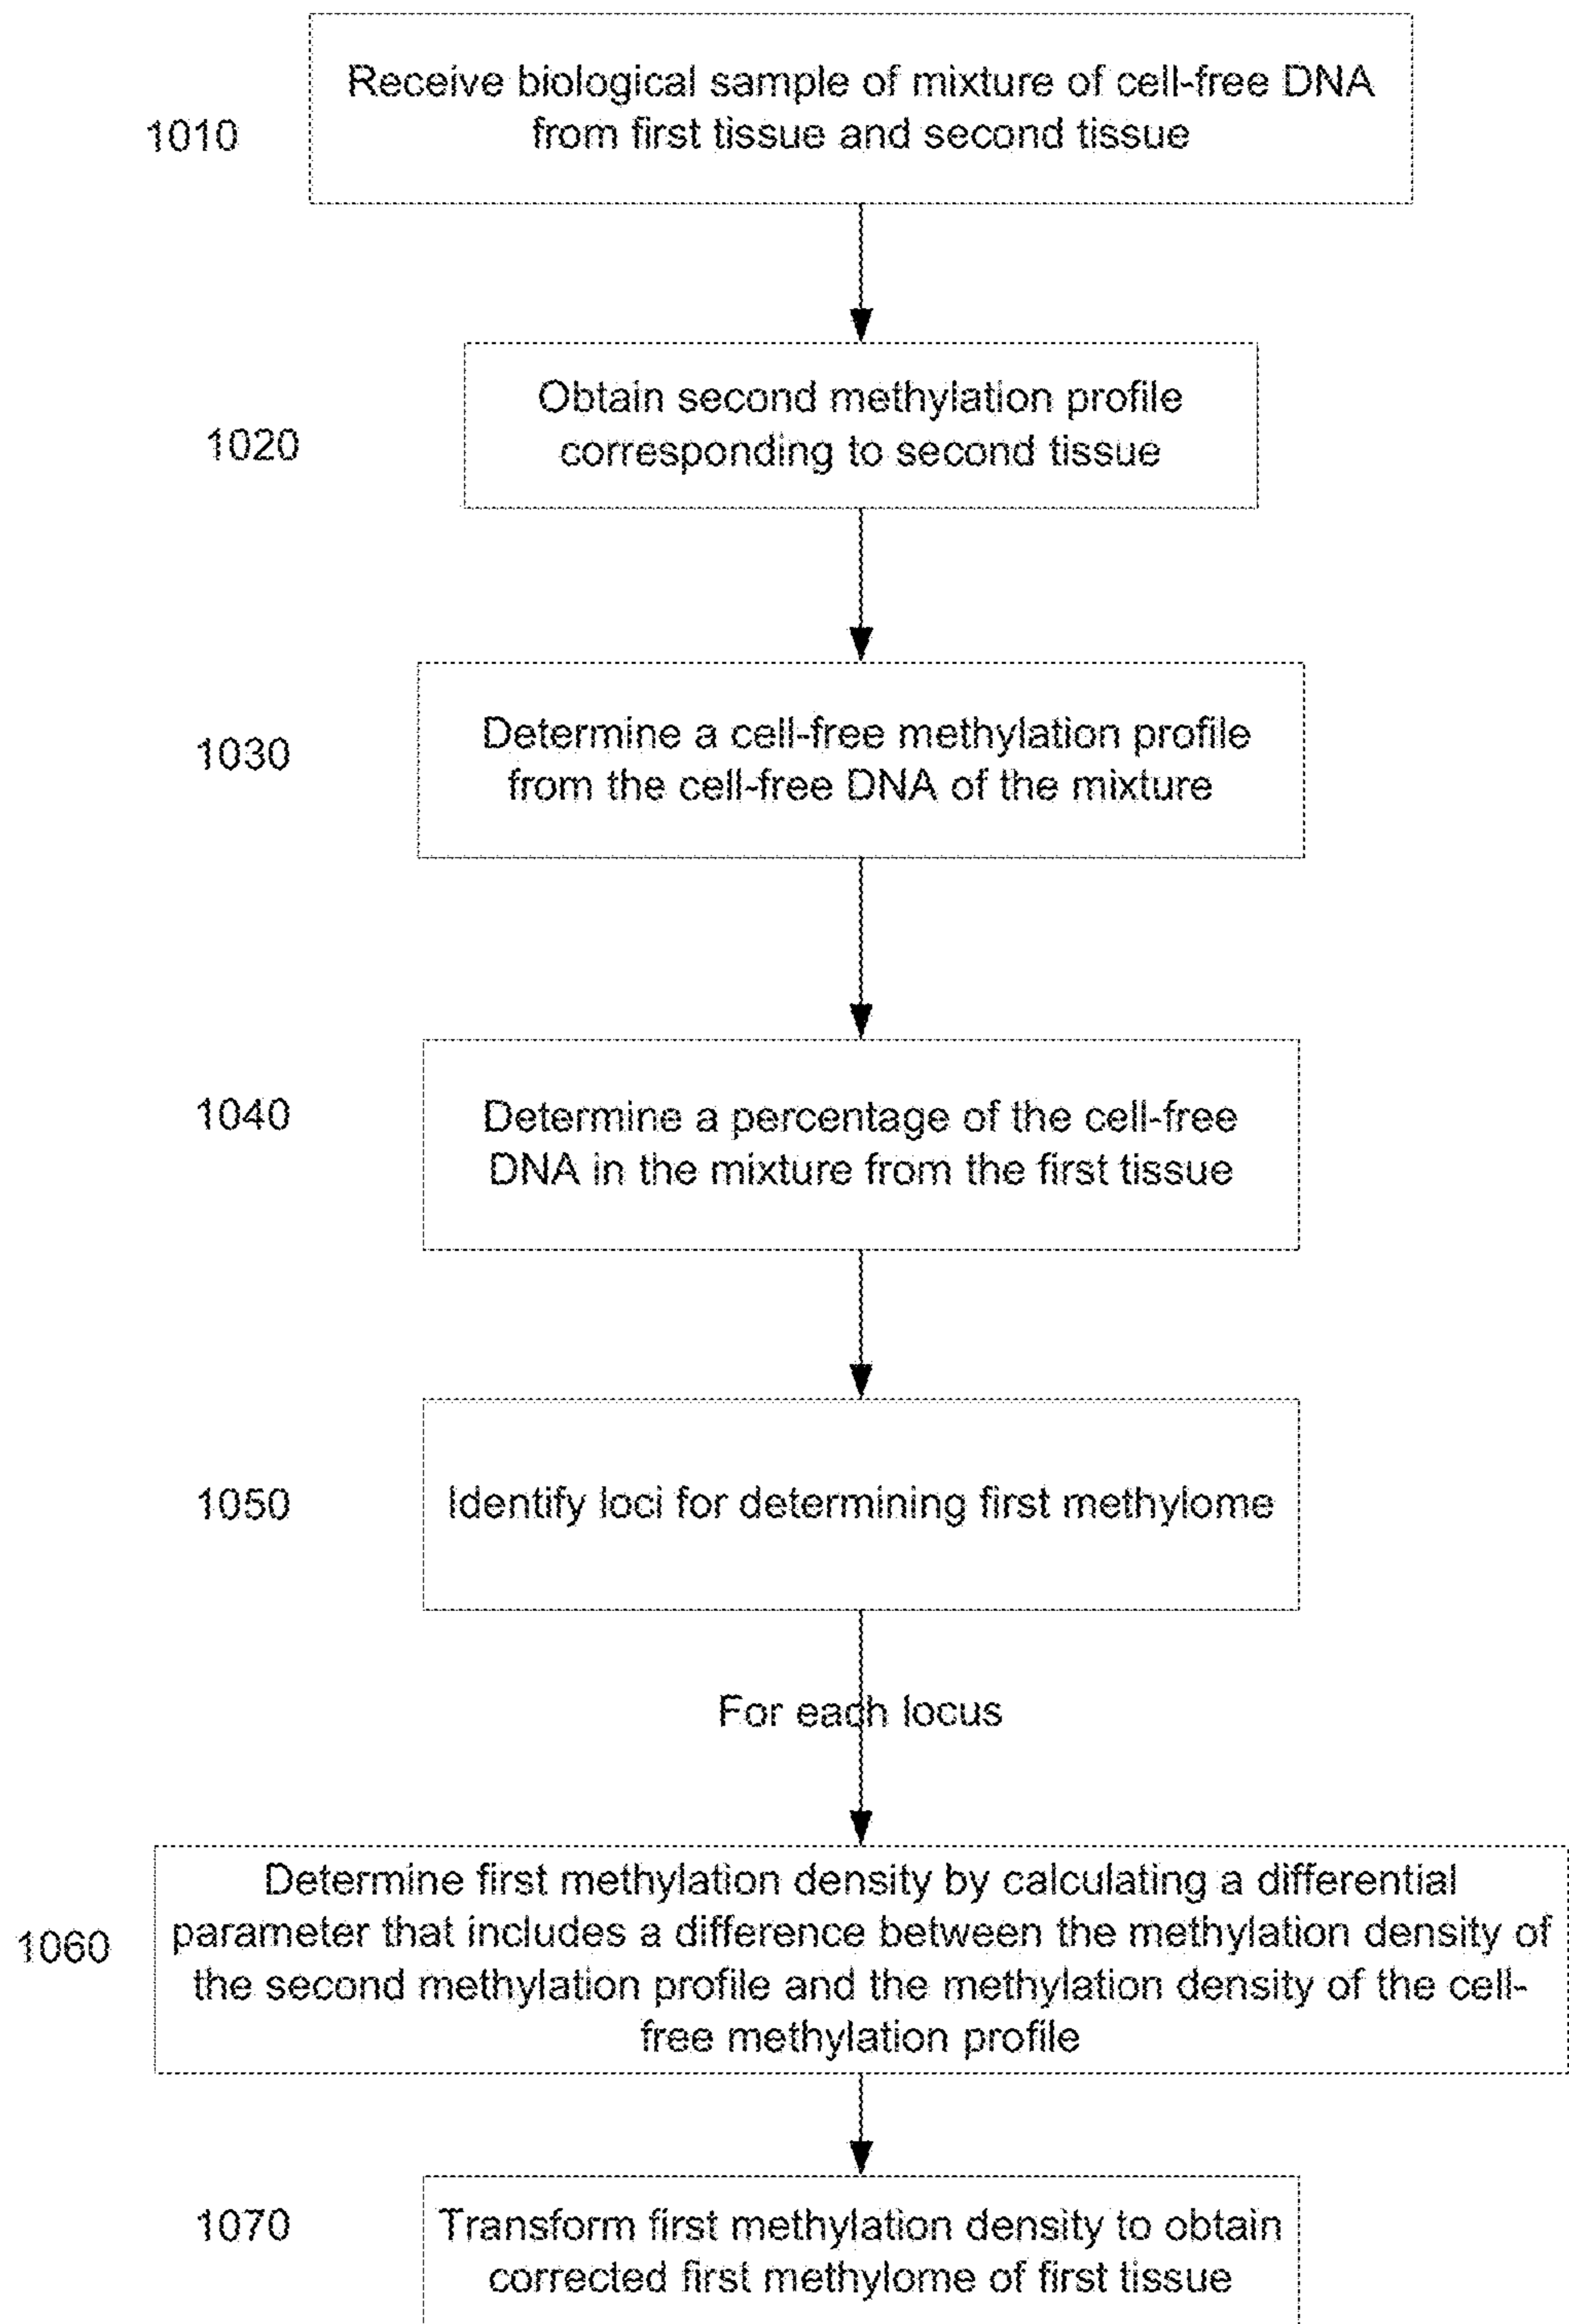 Receive biological sample of mixture of cell-free DNA
1010
from first tissue and second tissue
Obtain second methylation profile
1020
corresponding to second tissue
Determine a cell-free methylation profile
1030
from the cell-free DNA of the mixture
1040
Determine a percentage of the cell-free
DNA in the mixture from the first tissue
1050
Identify loci for determining first methylome
For each locus
Determine first methylation density by calculating a differential
1060
parameter that includes a difference between the methylation density of
the second methylation profile and the methylation density of the cell-
free methylation profile
1070
Transform first methylation density to obtain
corrected first methylome of first tissue